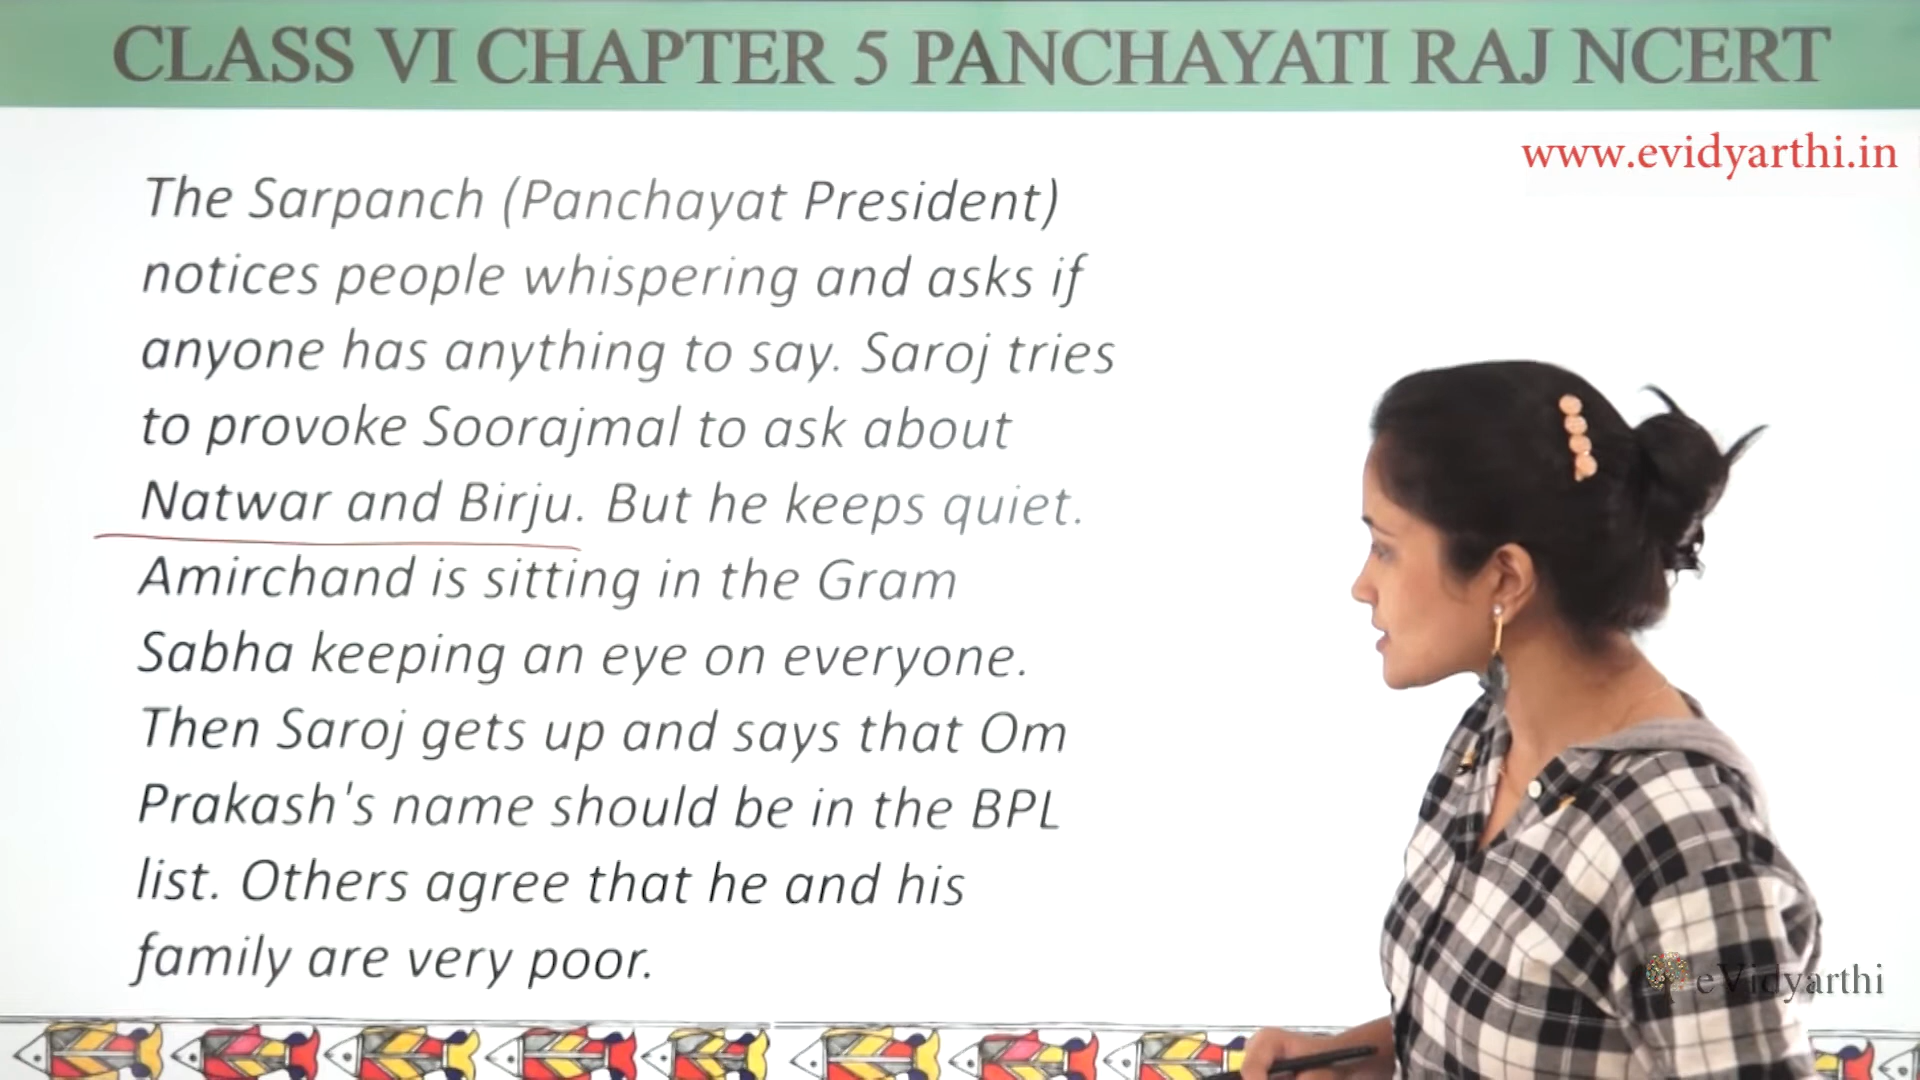 CLASS VI CHAPTER 5 PANCHAYATI RAJ NCERT
www.evidyarthi.in
The Sarpanch (Panchayat President)
notices people whispering and asks if
anyone has anything to say. Saroj tries
to provoke Soorajmal to ask about
Natwar and Birju. But he keeps quiet.
Amirchand is sitting in the Gram
Sabha keeping an eye on everyone.
Then Saroj gets up and says that Om
Prakash's name should be in the BPL
list. Others agree that he and his
family are very poor.
eVidyarthi